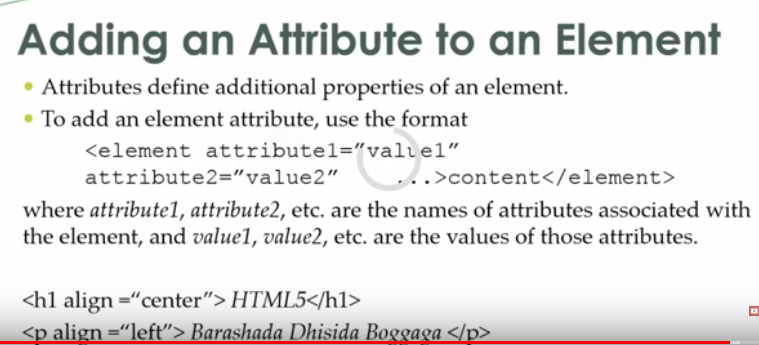 Adding an Attribute to an Element
• Attributes define additional properties of an element.
• To add an element attribute, use the format
<element attribute1=”value1”
attribute2=”value2” ...>content</element>
where attribute1, attribute2, etc. are the names of attributes associated with
the element, and value1, value2, etc. are the values of those attributes.
<h1 align =“center”> HTML5</h1>
<p align =“left”> Barashada Dhisida Boggaga </p>